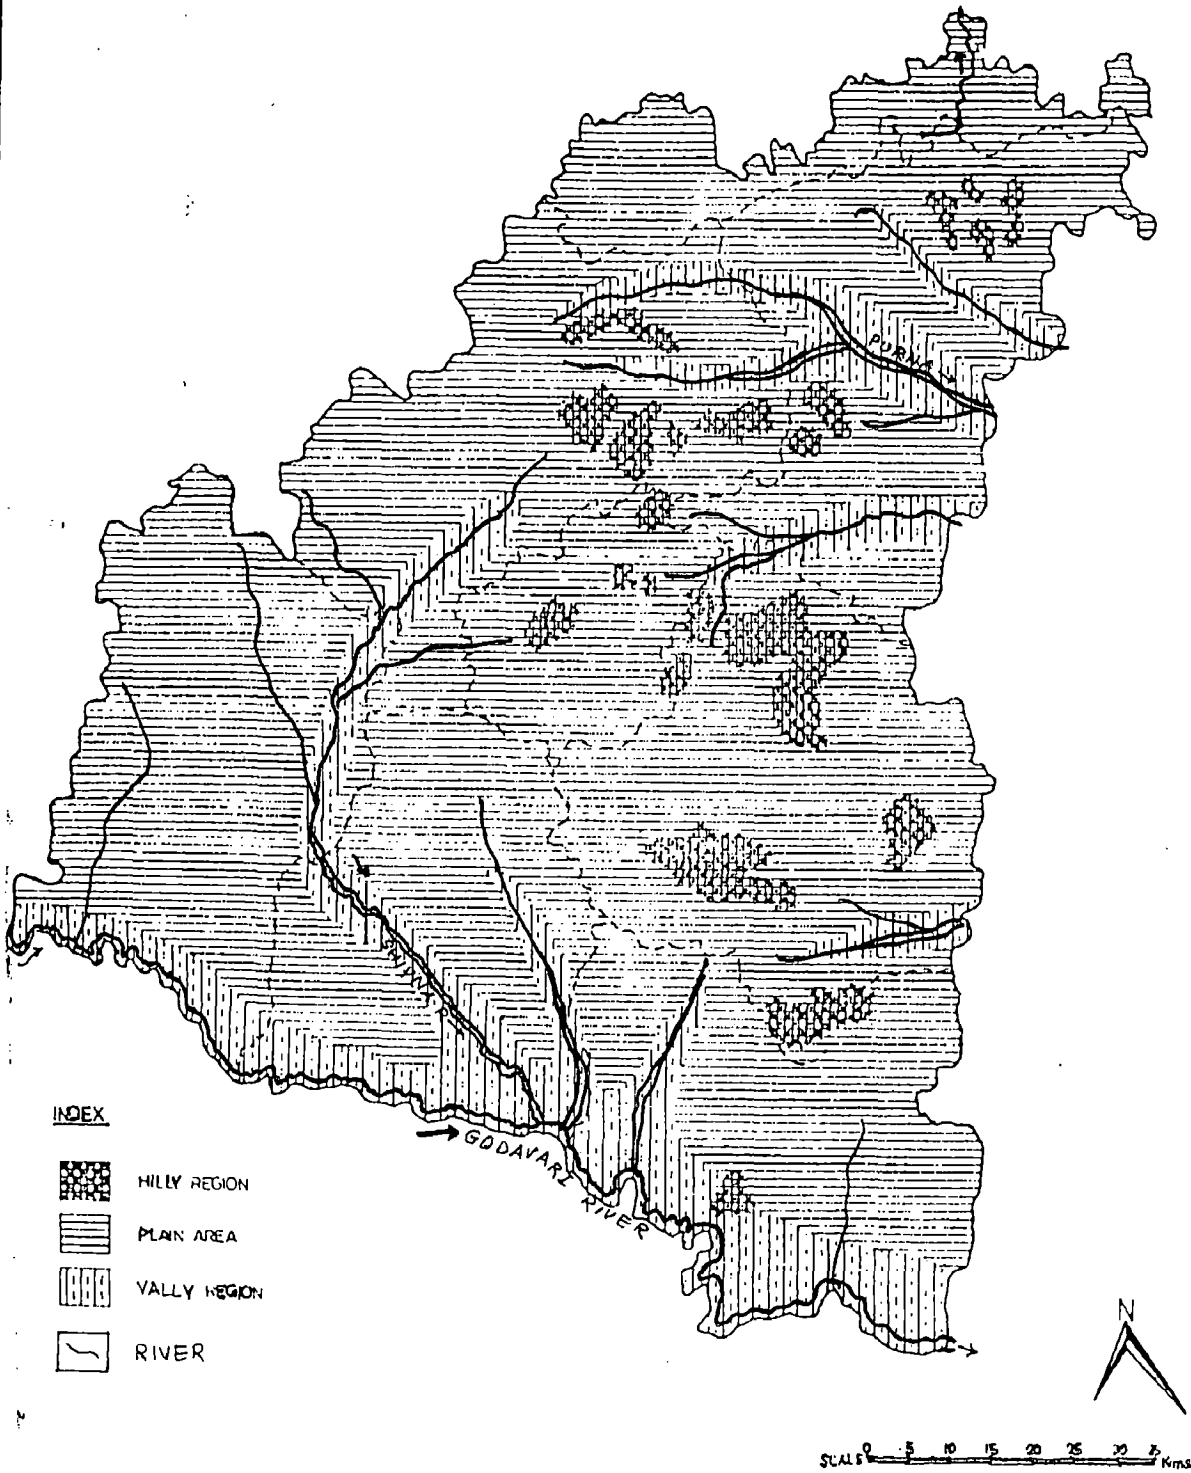 N
PURNA
SHIVNA R
GODAVARI RIVER
INDEX
HILLY REGION
PLAIN AREA
VALLY REGION
RIVER
N
SCALE 0 5 10 15 20 25 30 35 Kms